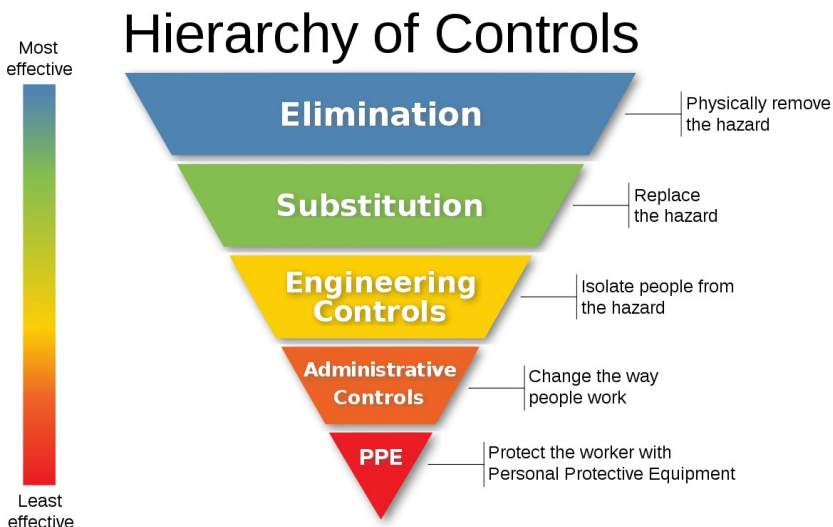 Hierarchy of Controls
Most
effective
Elimination
Physically remove
the hazard
Substitution
Replace
the hazard
Engineering
Controls
Isolate people from
the hazard
Administrative
Controls
Change the way
people work
PPE
Protect the worker with
Personal Protective Equipment
Least
effective